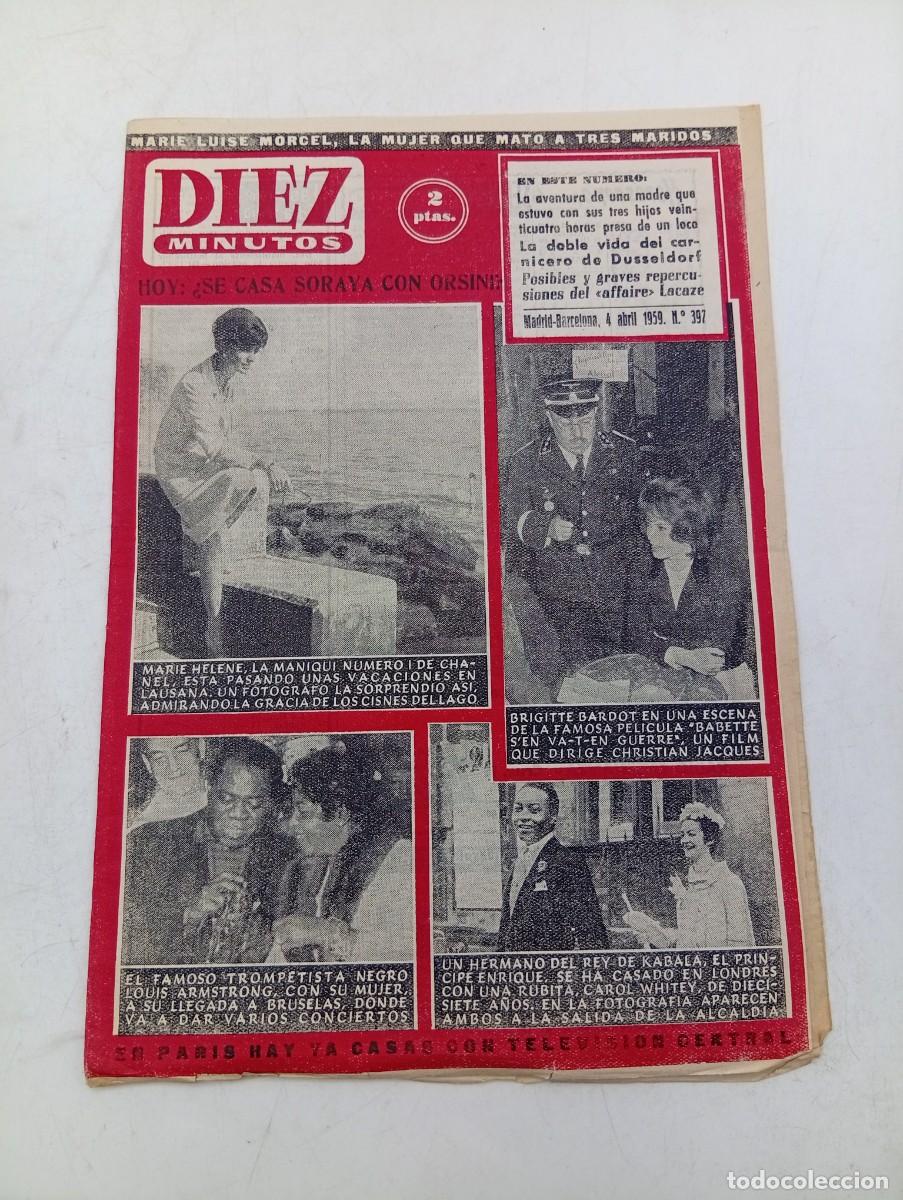 MARIE LUISE MORCEL, LA MUJER QUE MATO A TRES MARIDOS
DIEZ
MINUTOS
2
ptas.
EN ESTE NUMERO:
La aventura de una madre que
estuvo con sus tres hijos vein-
ticuatro horas presa de un loco
La doble vida del car-
nicero de Dusseldorf
Posibles y graves repercu-
siones del «affaire» Lacaze
Madrid-Barcelona, 4 abril 1959. N.º 397
HOY: ¿SE CASA SORAYA CON ORSINI?
MARIE HELENE, LA MANIQUI NUMERO 1 DE CHA-
NEL, ESTA PASANDO UNAS VACACIONES EN
LAUSANA. UN FOTOGRAFO LA SORPRENDIO ASI,
ADMIRANDO LA GRACIA DE LOS CISNES DEL LAGO
BRIGITTE BARDOT EN UNA ESCENA
DE LA FAMOSA PELICULA "BABETTE
S'EN VA-T-EN GUERRE", UN FILM
QUE DIRIGE CHRISTIAN JACQUES
EL FAMOSO TROMPETISTA NEGRO
LOUIS ARMSTRONG, CON SU MUJER,
A SU LLEGADA A BRUSELAS, DONDE
VA A DAR VARIOS CONCIERTOS
UN HERMANO DEL REY DE KABALA, EL PRIN-
CIPE ENRIQUE, SE HA CASADO EN LONDRES
CON UNA RUBITA, CAROL WHITEY, DE DIECI-
SIETE AÑOS. EN LA FOTOGRAFIA APARECEN
AMBOS A LA SALIDA DE LA ALCALDIA
EN PARIS HAY YA CASAS CON TELEVISION CENTRAL
todocoleccion